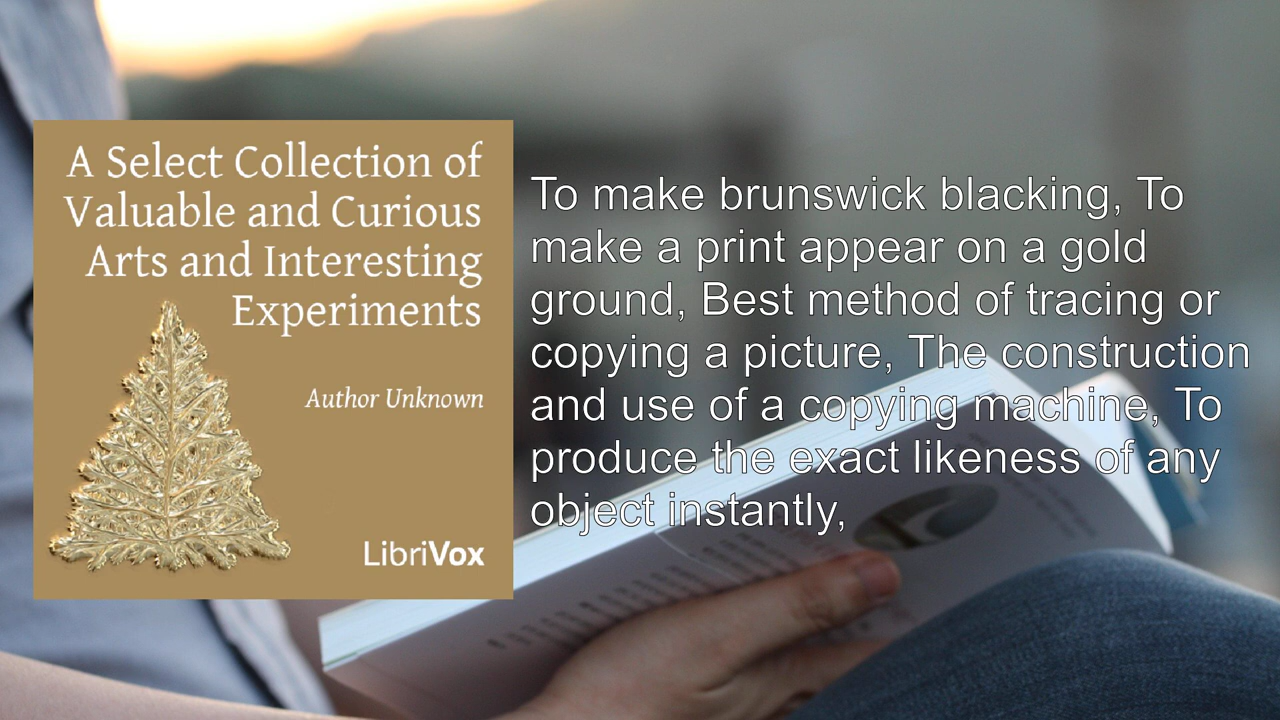 A Select Collection of
Valuable and Curious
Arts and Interesting
Experiments
Author Unknown
LibriVox
To make brunswick blacking, To
make a print appear on a gold
ground, Best method of tracing or
copying a picture, The construction
and use of a copying machine, To
produce the exact likeness of any
object instantly,